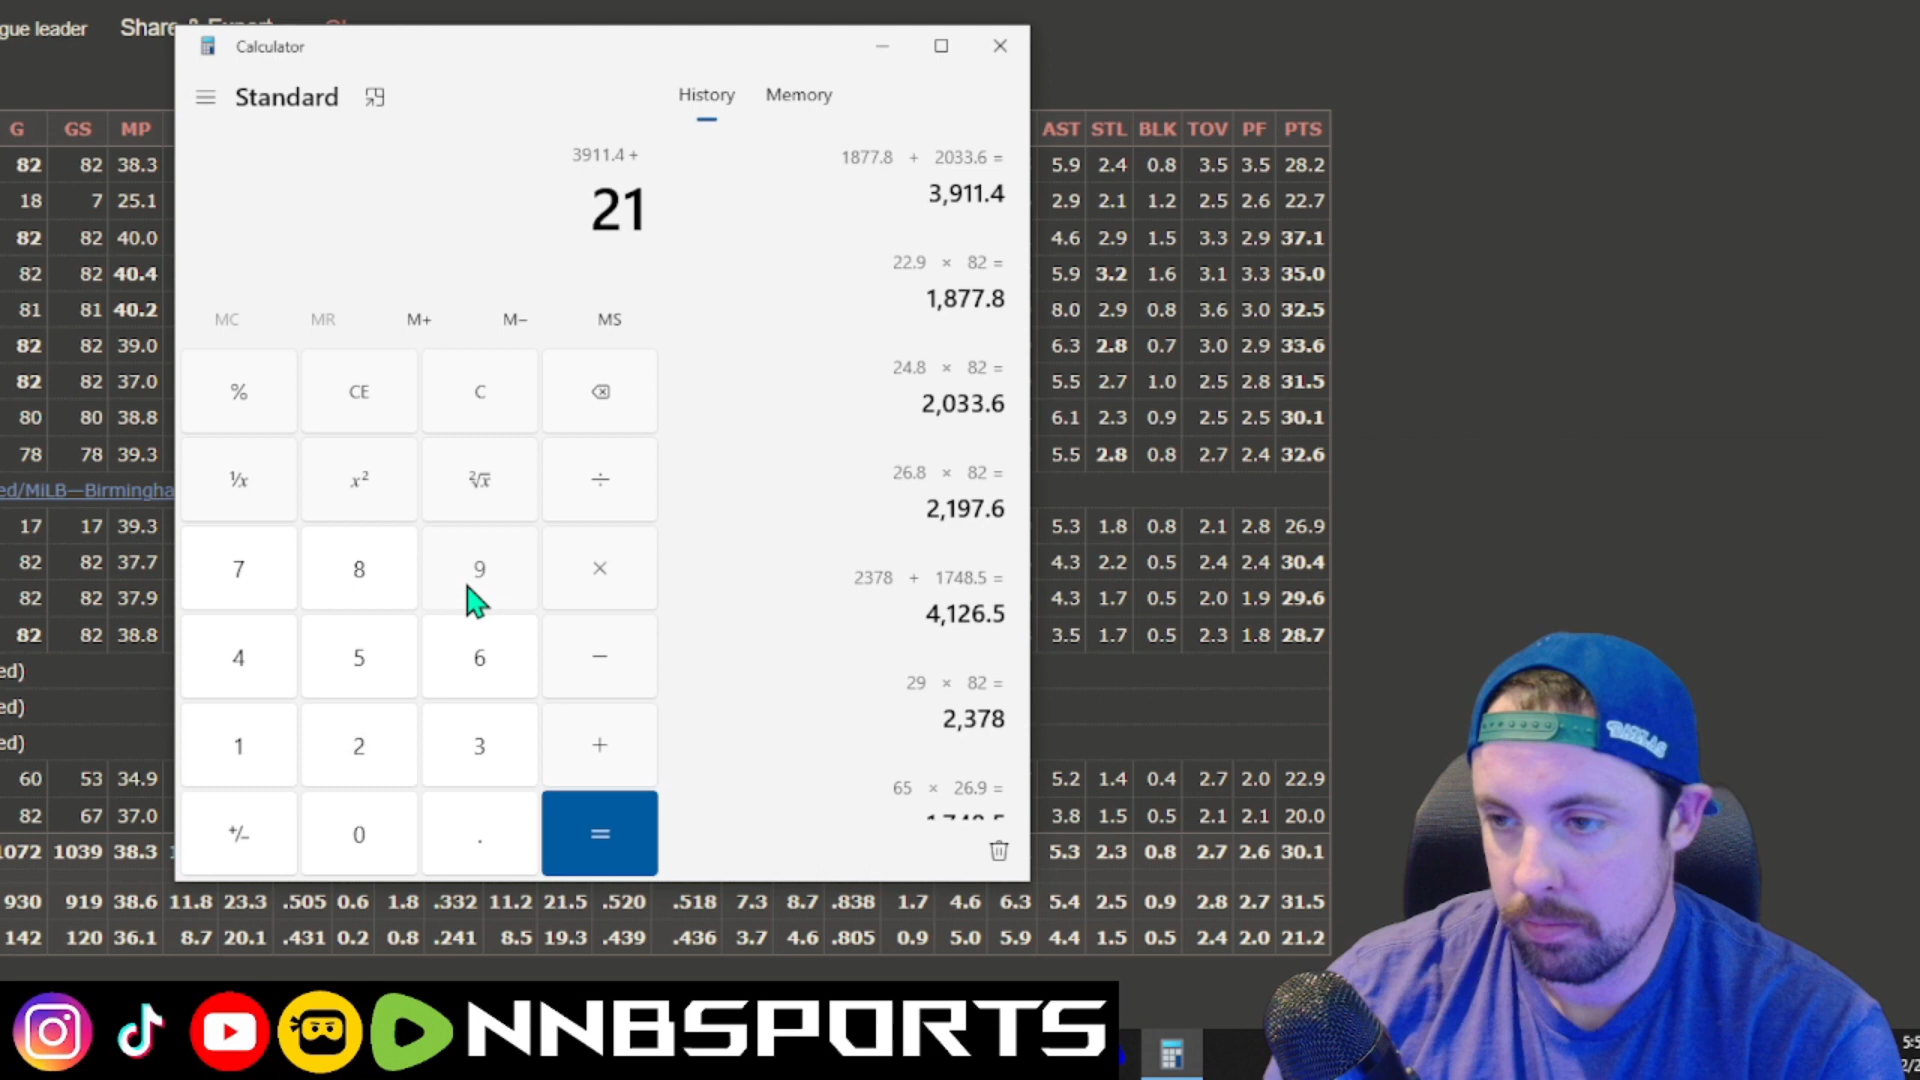 gue leader
Calculator
Standard
History Memory
3911.4 +
21
MC MR M+ M− MS
% CE C
⅟x x² ²√x ÷
7 8 9 ×
4 5 6 −
1 2 3 +
+/− 0 . =
1877.8 + 2033.6 =
3,911.4
22.9 × 82 =
1,877.8
24.8 × 82 =
2,033.6
26.8 × 82 =
2,197.6
2378 + 1748.5 =
4,126.5
29 × 82 =
2,378
65 × 26.9 =
G GS MP AST STL BLK TOV PF PTS
82 82 38.3 5.9 2.4 0.8 3.5 3.5 28.2
18 7 25.1 2.9 2.1 1.2 2.5 2.6 22.7
82 82 40.0 4.6 2.9 1.5 3.3 2.9 37.1
82 82 40.4 5.9 3.2 1.6 3.1 3.3 35.0
81 81 40.2 8.0 2.9 0.8 3.6 3.0 32.5
82 82 39.0 6.3 2.8 0.7 3.0 2.9 33.6
82 82 37.0 5.5 2.7 1.0 2.5 2.8 31.5
80 80 38.8 6.1 2.3 0.9 2.5 2.5 30.1
78 78 39.3 5.5 2.8 0.8 2.7 2.4 32.6
ed/MiLB—Birmingha
17 17 39.3 5.3 1.8 0.8 2.1 2.8 26.9
82 82 37.7 4.3 2.2 0.5 2.4 2.4 30.4
82 82 37.9 4.3 1.7 0.5 2.0 1.9 29.6
82 82 38.8 3.5 1.7 0.5 2.3 1.8 28.7
ed)
ed)
ed)
60 53 34.9 5.2 1.4 0.4 2.7 2.0 22.9
82 67 37.0 3.8 1.5 0.5 2.1 2.1 20.0
1072 1039 38.3 5.3 2.3 0.8 2.7 2.6 30.1
930 919 38.6 11.8 23.3 .505 0.6 1.8 .332 11.2 21.5 .520 .518 7.3 8.7 .838 1.7 4.6 6.3 5.4 2.5 0.9 2.8 2.7 31.5
142 120 36.1 8.7 20.1 .431 0.2 0.8 .241 8.5 19.3 .439 .436 3.7 4.6 .805 0.9 5.0 5.9 4.4 1.5 0.5 2.4 2.0 21.2
NNBSPORTS